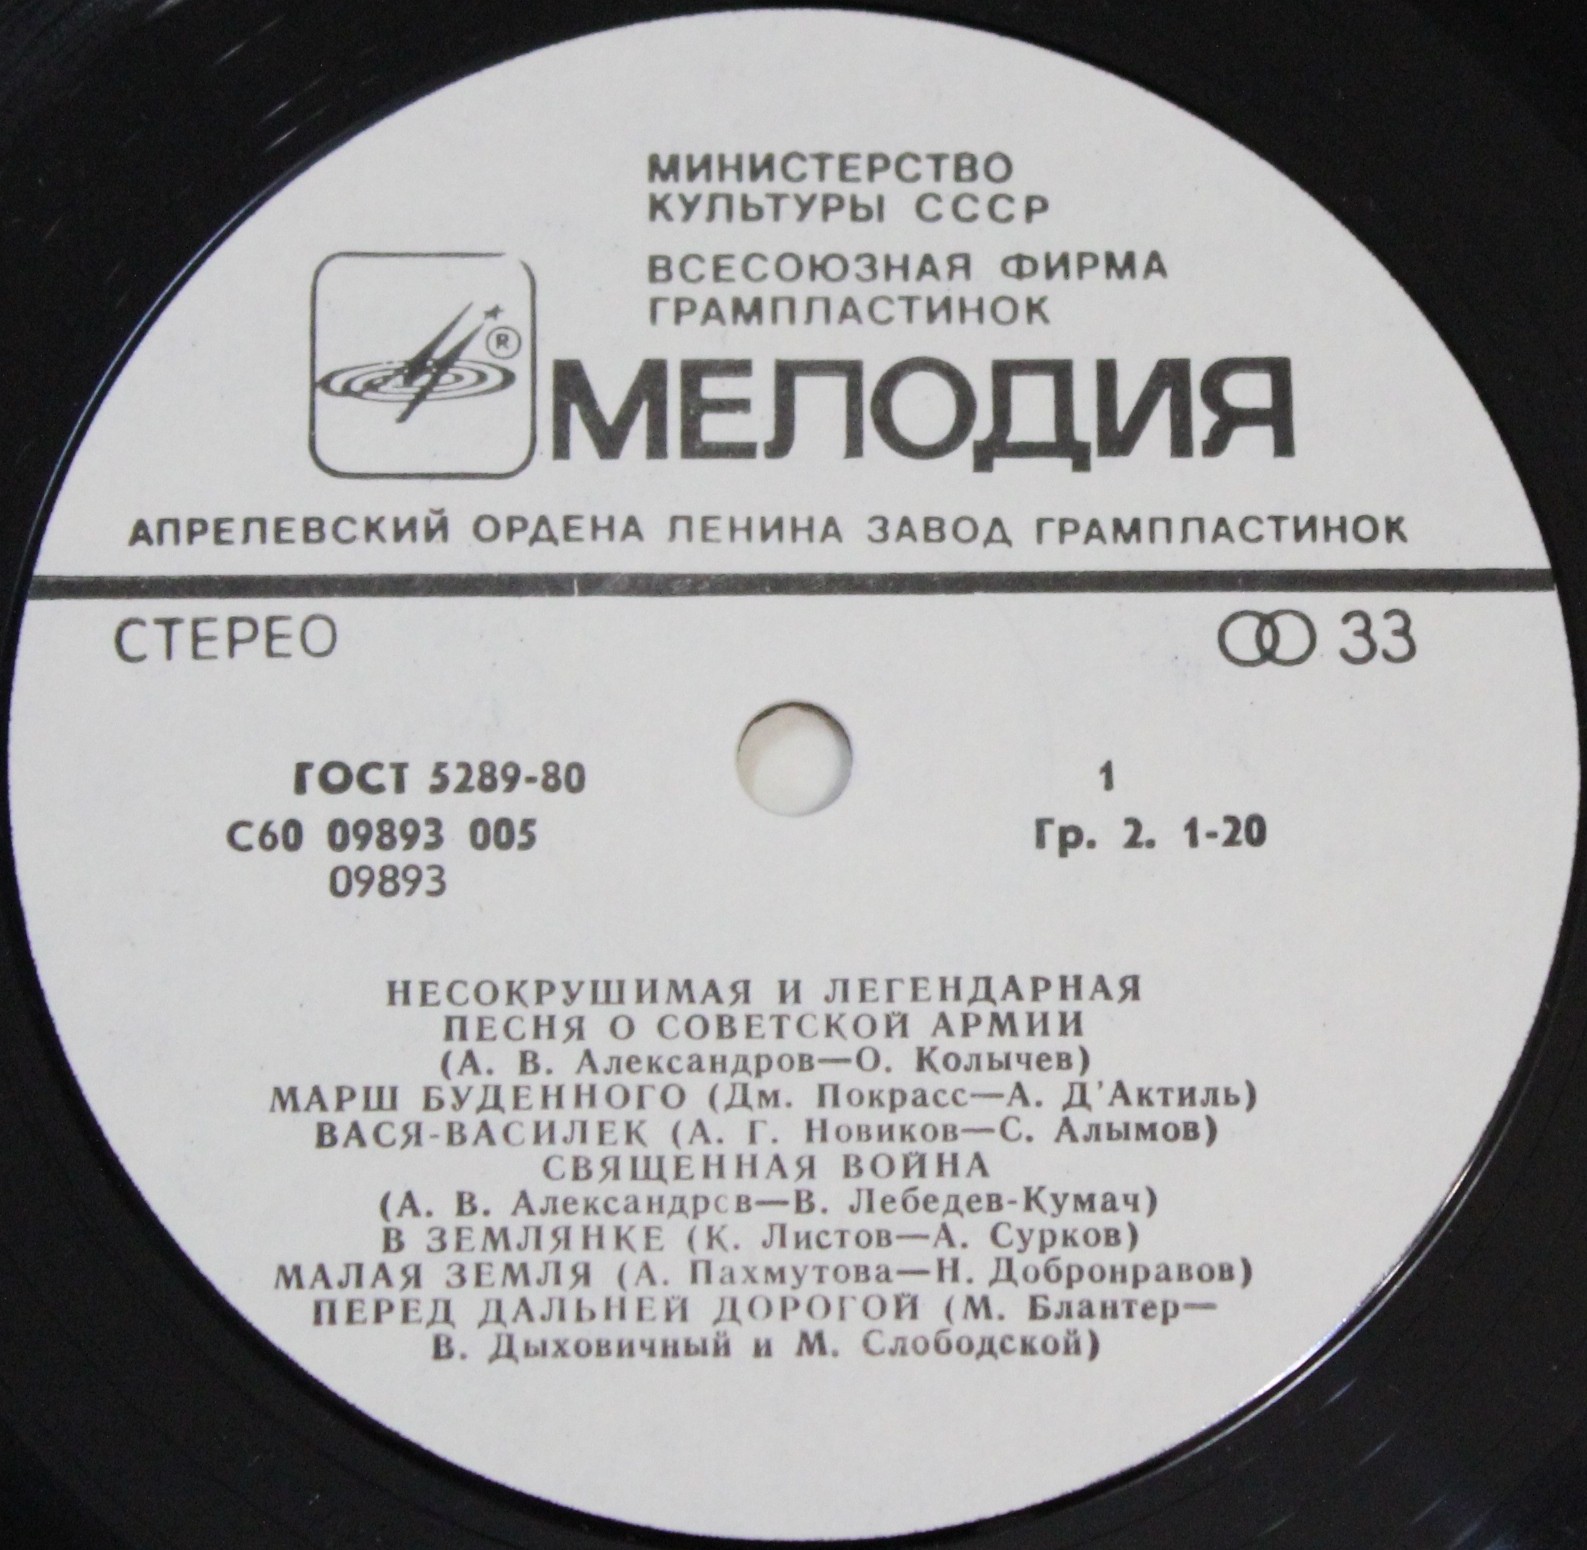 МИНИСТЕРСТВО
КУЛЬТУРЫ СССР
ВСЕСОЮЗНАЯ ФИРМА
ГРАМПЛАСТИНОК
®
МЕЛОДИЯ
АПРЕЛЕВСКИЙ ОРДЕНА ЛЕНИНА ЗАВОД ГРАМПЛАСТИНОК
СТЕРЕО 33
ГОСТ 5289-80 1
С60 09893 005 Гр. 2. 1-20
09893
НЕСОКРУШИМАЯ И ЛЕГЕНДАРНАЯ
ПЕСНЯ О СОВЕТСКОЙ АРМИИ
(А. В. Александров—О. Колычев)
МАРШ БУДЕННОГО (Дм. Покрасс—А. Д'Актиль)
ВАСЯ-ВАСИЛЕК (А. Г. Новиков—С. Алымов)
СВЯЩЕННАЯ ВОЙНА
(А. В. Александров—В. Лебедев-Кумач)
В ЗЕМЛЯНКЕ (К. Листов—А. Сурков)
МАЛАЯ ЗЕМЛЯ (А. Пахмутова—Н. Добронравов)
ПЕРЕД ДАЛЬНЕЙ ДОРОГОЙ (М. Блантер—
В. Дыховичный и М. Слободской)